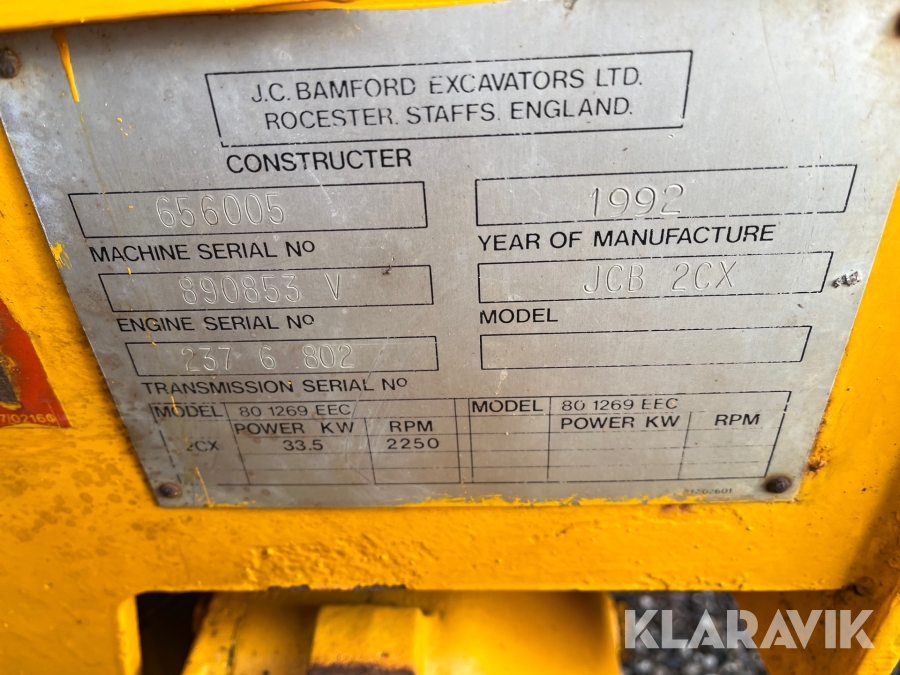 J.C. BAMFORD EXCAVATORS LTD.
ROCESTER. STAFFS. ENGLAND.
CONSTRUCTER
656005
MACHINE SERIAL NO
1992
YEAR OF MANUFACTURE
890853 V
ENGINE SERIAL NO
JCB 2CX
MODEL
237 6 802
TRANSMISSION SERIAL NO
MODEL 80 1269 EEC MODEL 80 1269 EEC
POWER KW RPM POWER KW RPM
2CX 33.5 2250
KLARAVIK